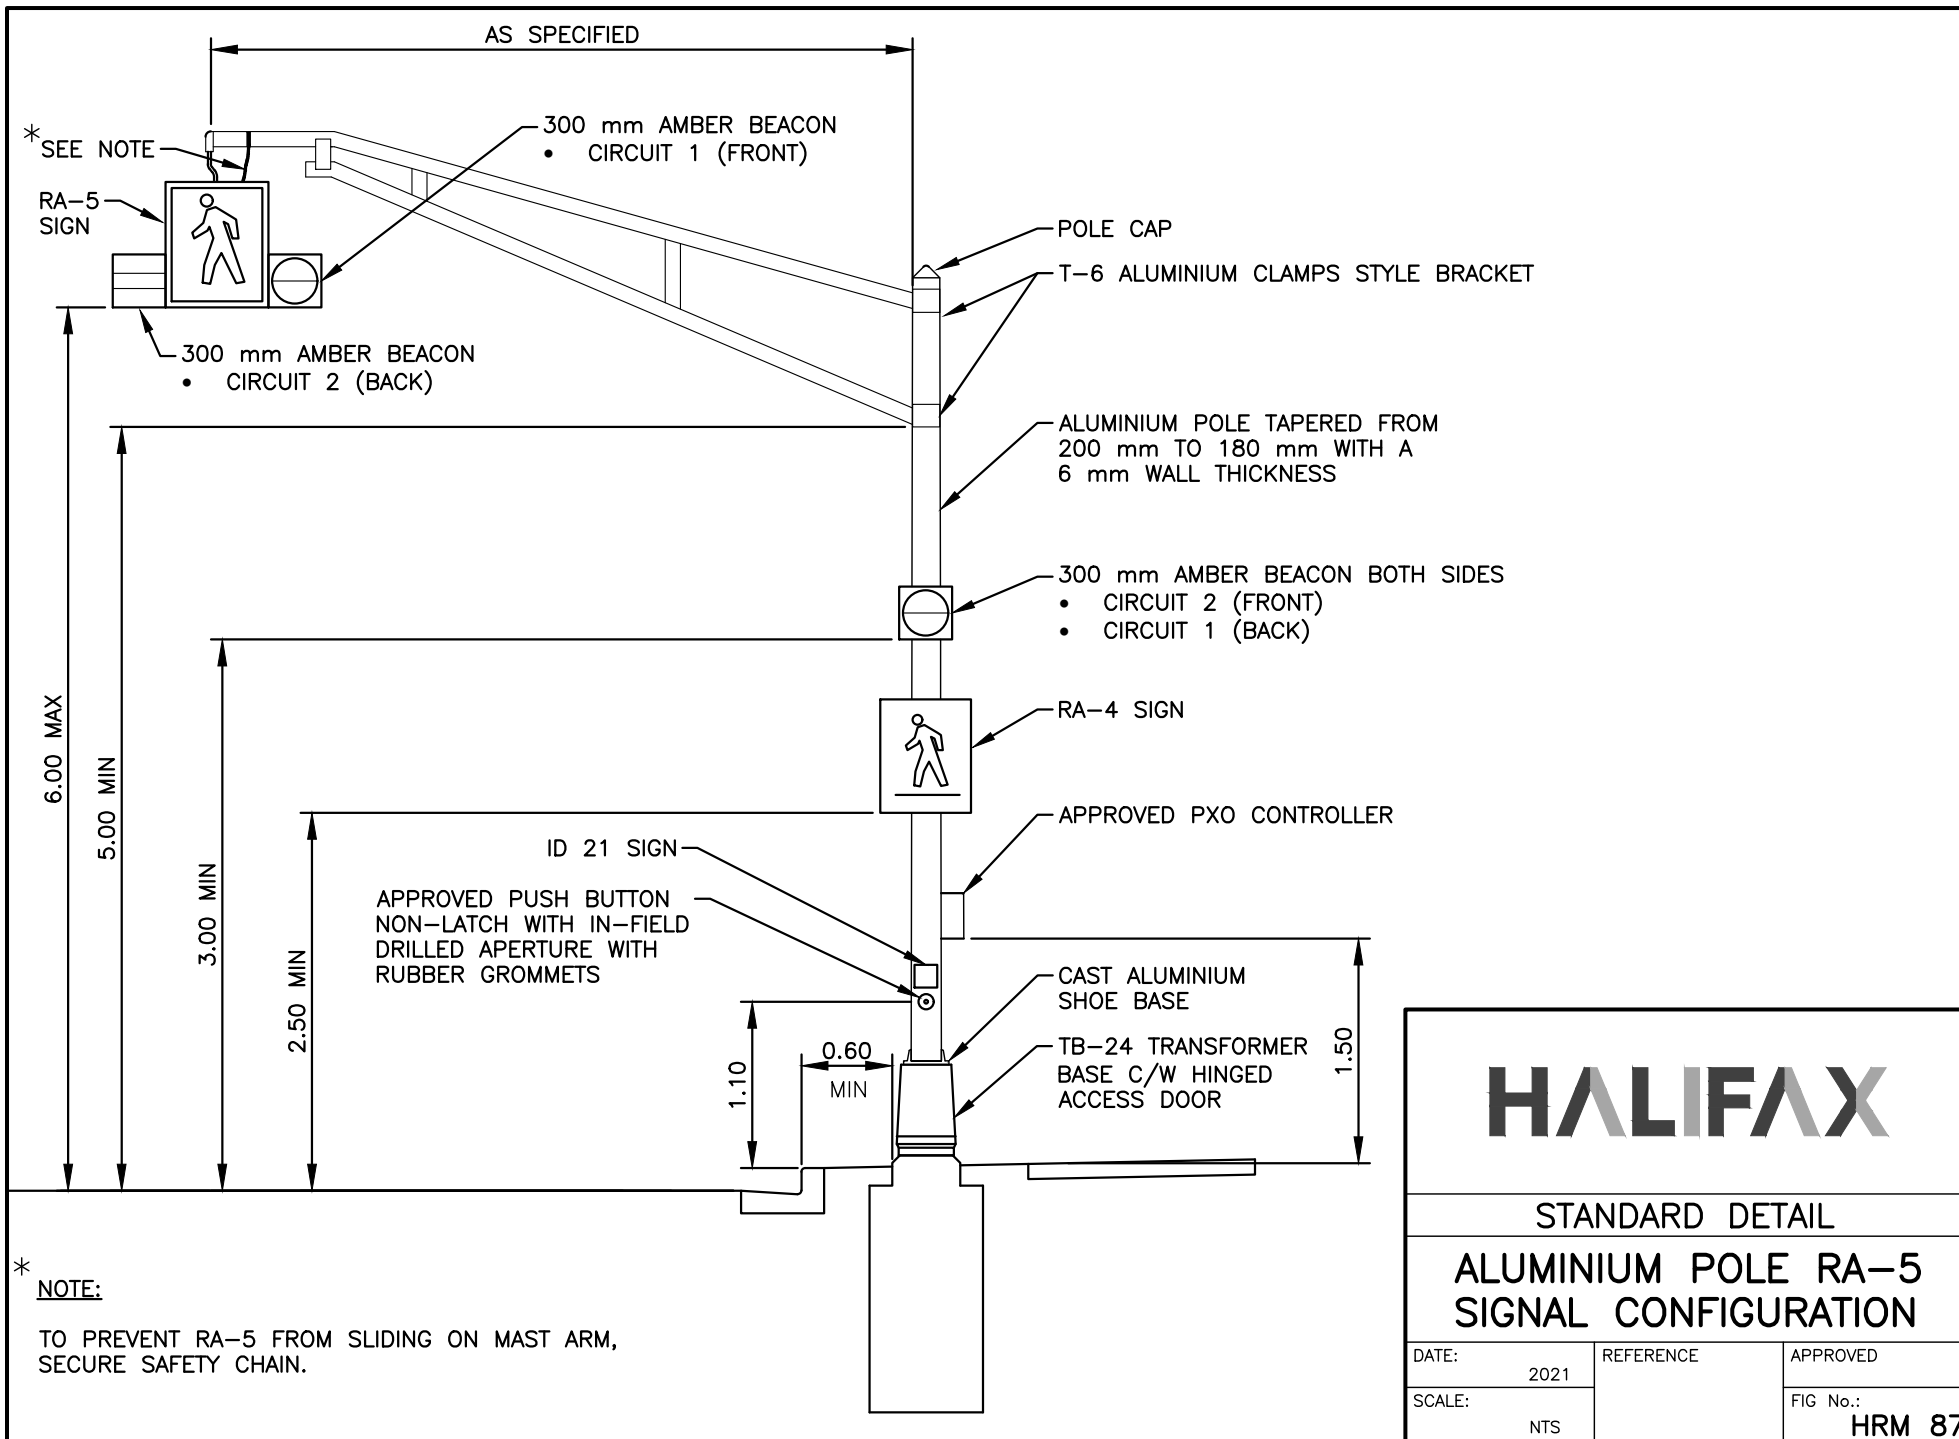 AS SPECIFIED
300 mm AMBER BEACON
• CIRCUIT 1 (FRONT)
* SEE NOTE
RA-5
SIGN
POLE CAP
T-6 ALUMINIUM CLAMPS STYLE BRACKET
300 mm AMBER BEACON
• CIRCUIT 2 (BACK)
ALUMINIUM POLE TAPERED FROM
200 mm TO 180 mm WITH A
6 mm WALL THICKNESS
300 mm AMBER BEACON BOTH SIDES
• CIRCUIT 2 (FRONT)
• CIRCUIT 1 (BACK)
RA-4 SIGN
6.00 MAX
5.00 MIN
3.00 MIN
2.50 MIN
APPROVED PXO CONTROLLER
ID 21 SIGN
APPROVED PUSH BUTTON
NON-LATCH WITH IN-FIELD
DRILLED APERTURE WITH
RUBBER GROMMETS
CAST ALUMINIUM
SHOE BASE
TB-24 TRANSFORMER
BASE C/W HINGED
ACCESS DOOR
1.10
0.60
MIN
1.50
* NOTE:
TO PREVENT RA-5 FROM SLIDING ON MAST ARM,
SECURE SAFETY CHAIN.
HALIFAX
STANDARD DETAIL
ALUMINIUM POLE RA-5
SIGNAL CONFIGURATION
DATE:
2021
REFERENCE
APPROVED
SCALE:
NTS
FIG No.:
HRM 87